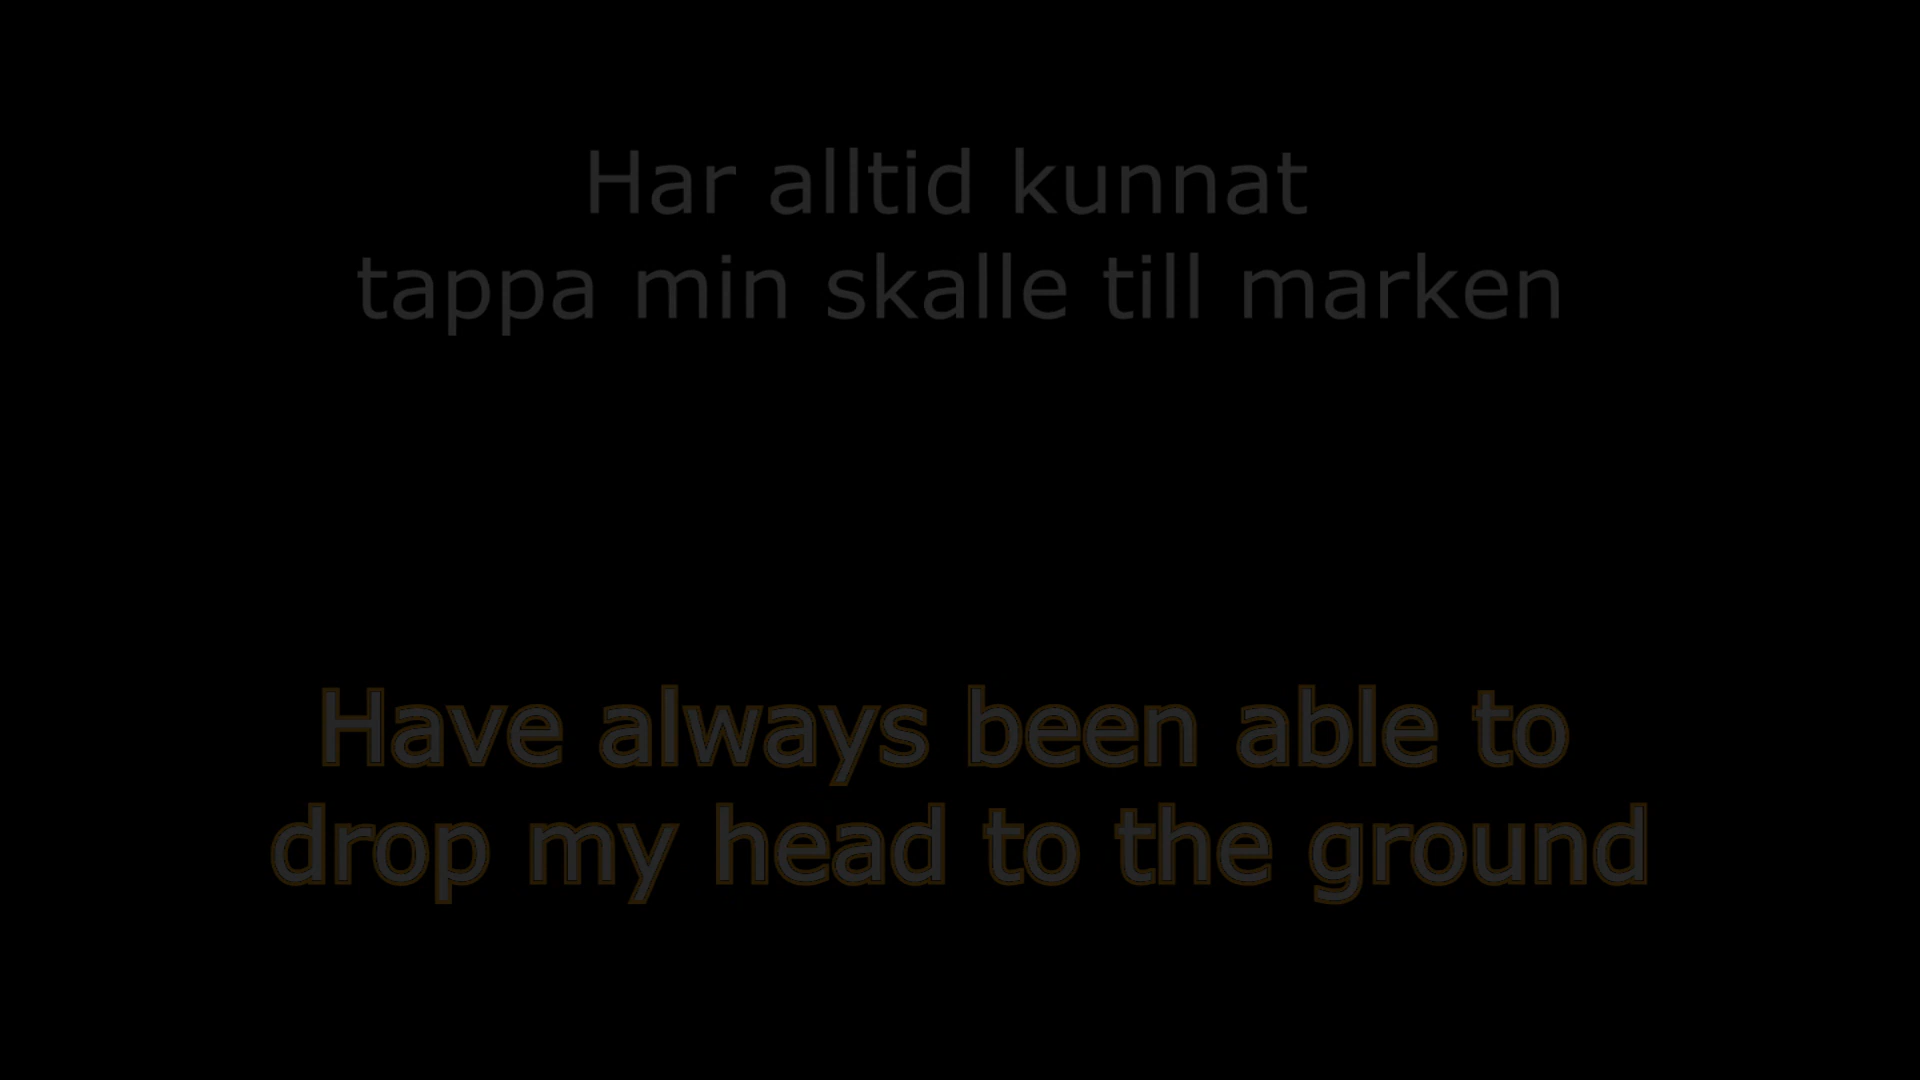 Har alltid kunnat
tappa min skalle till marken
Have always been able to
drop my head to the ground